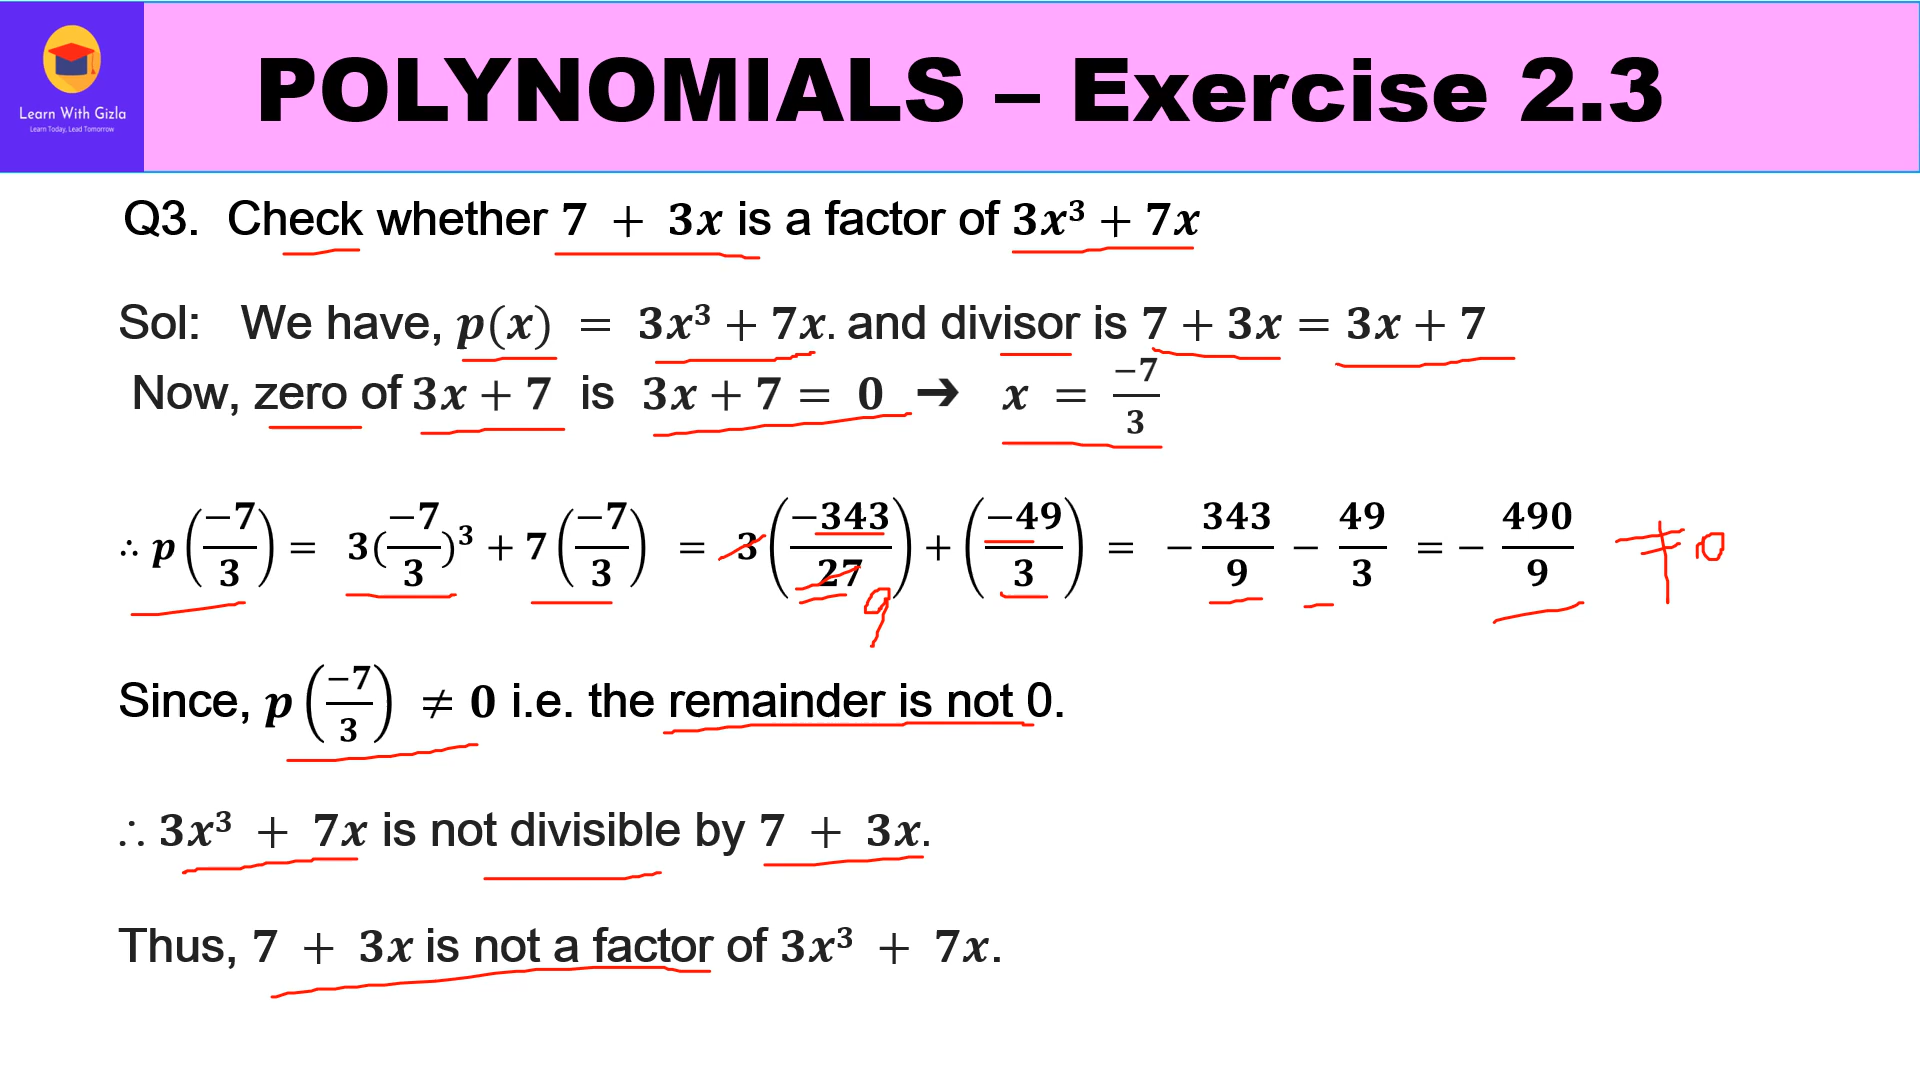 Learn With Gizla
Learn Today, Lead Tomorrow
POLYNOMIALS – Exercise 2.3
Q3. Check whether 7 + 3x is a factor of 3x³ + 7x
Sol: We have, p(x) = 3x³ + 7x. and divisor is 7 + 3x = 3x + 7
Now, zero of 3x + 7 is 3x + 7 = 0 ➔ x = −7/3
∴ p(−7/3) = 3(−7/3)³ + 7(−7/3) = 3(−343/27) + (−49/3) = −343/9 − 49/3 = −490/9 ≠ 0
9
Since, p(−7/3) ≠ 0 i.e. the remainder is not 0.
∴ 3x³ + 7x is not divisible by 7 + 3x.
Thus, 7 + 3x is not a factor of 3x³ + 7x.